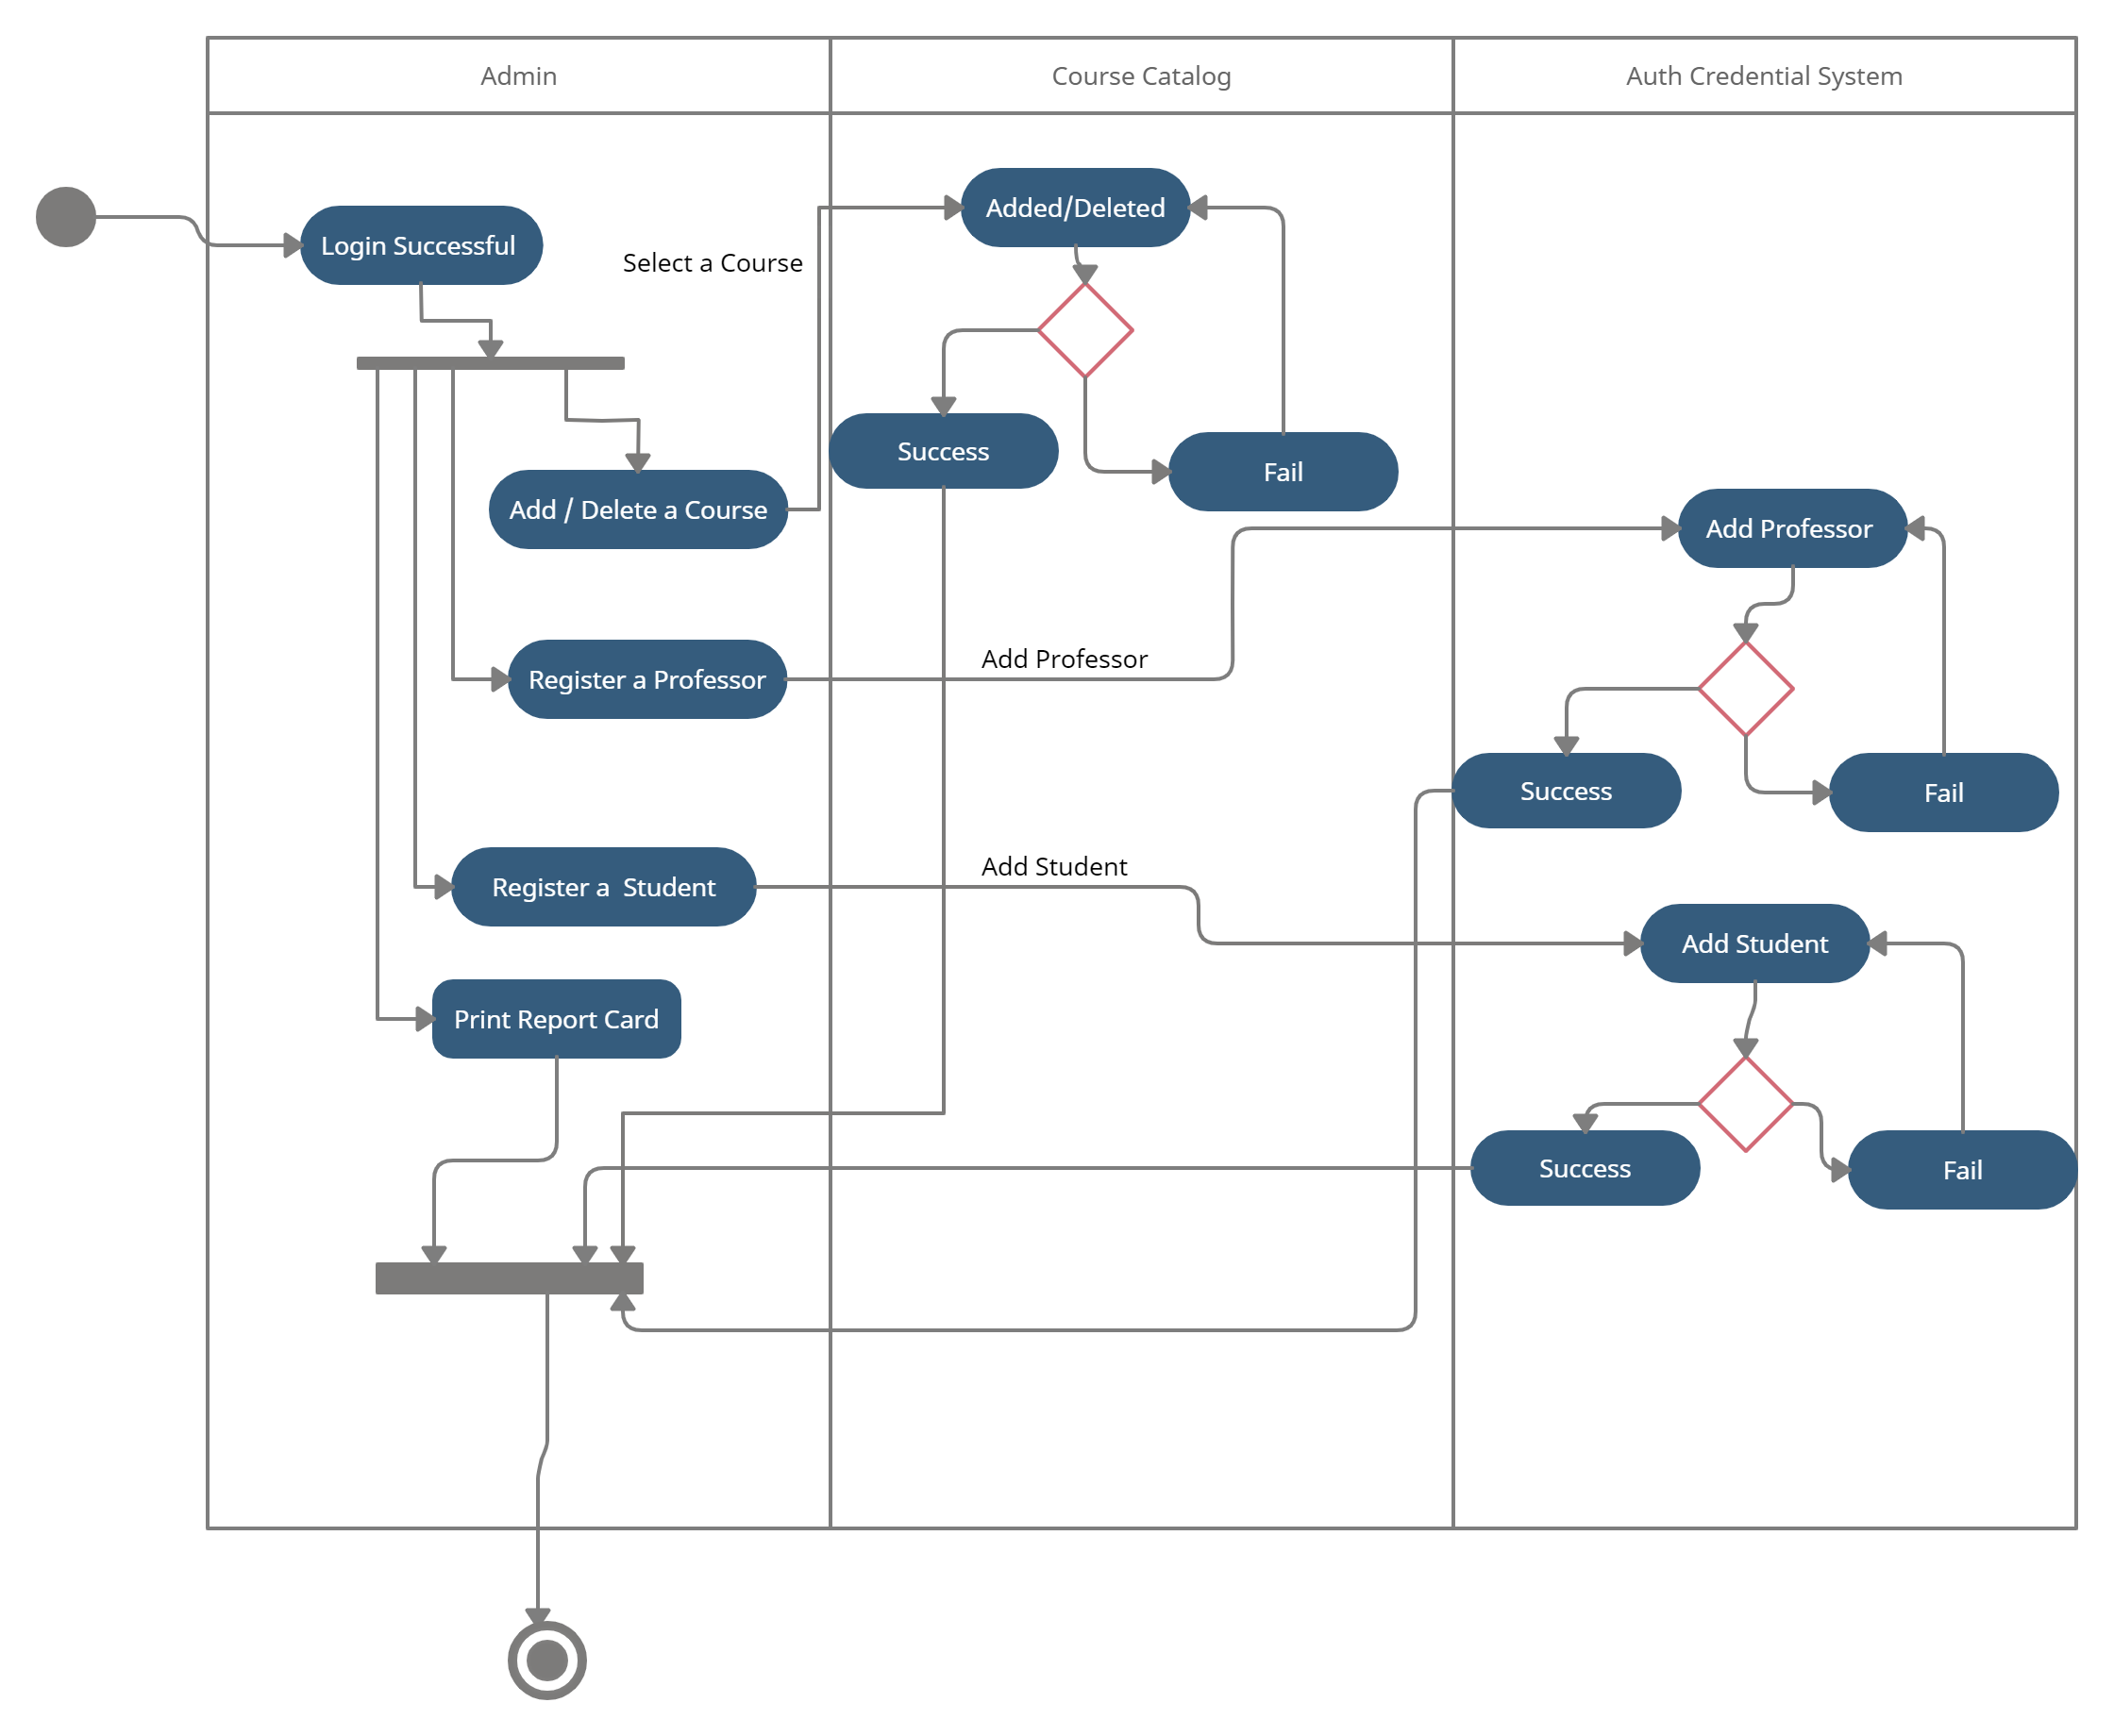 Admin
Course Catalog
Auth Credential System
Added/Deleted
Login Successful
Select a Course
Success
Fail
Add / Delete a Course
Add Professor
Add Professor
Register a Professor
Success
Fail
Add Student
Register a  Student
Add Student
Print Report Card
Success
Fail